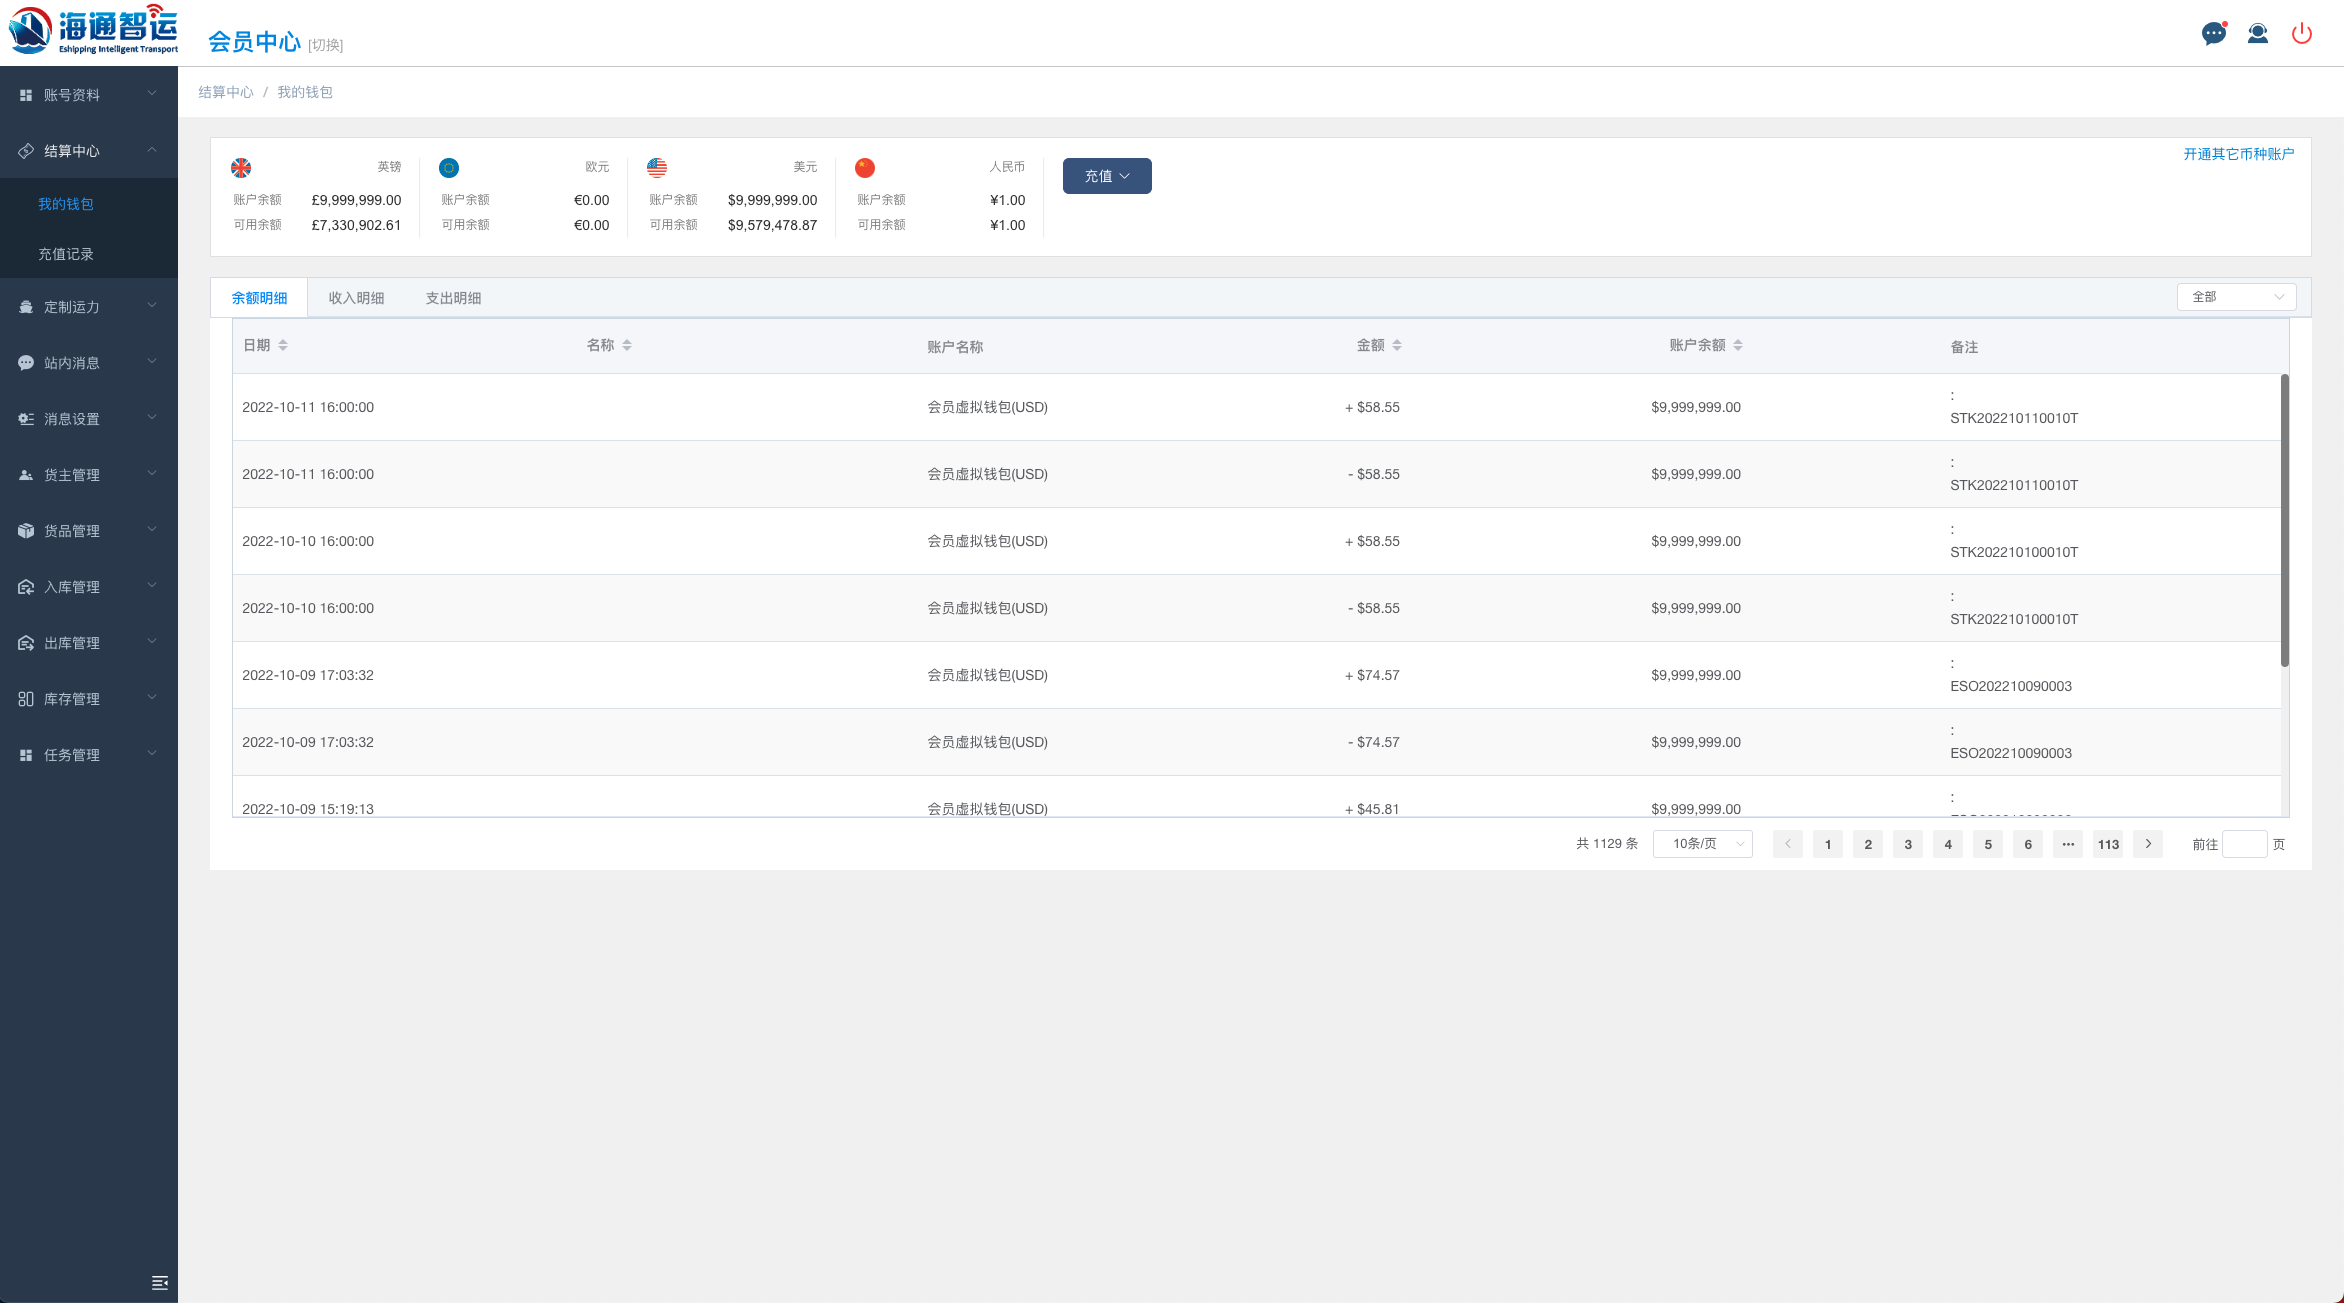 海通智运
Eshipping Intelligent Transport
会员中心 [切换]
账号资料
结算中心
我的钱包
充值记录
定制运力
站内消息
消息设置
货主管理
货品管理
入库管理
出库管理
库存管理
任务管理
结算中心 / 我的钱包
英镑
账户余额 £9,999,999.00
可用余额 £7,330,902.61
欧元
账户余额 €0.00
可用余额 €0.00
美元
账户余额 $9,999,999.00
可用余额 $9,579,478.87
人民币
账户余额 ¥1.00
可用余额 ¥1.00
充值
开通其它币种账户
余额明细 收入明细 支出明细 全部
日期 名称 账户名称 金额 账户余额 备注
2022-10-11 16:00:00 会员虚拟钱包(USD) + $58.55 $9,999,999.00 :
STK202210110010T
2022-10-11 16:00:00 会员虚拟钱包(USD) - $58.55 $9,999,999.00 :
STK202210110010T
2022-10-10 16:00:00 会员虚拟钱包(USD) + $58.55 $9,999,999.00 :
STK202210100010T
2022-10-10 16:00:00 会员虚拟钱包(USD) - $58.55 $9,999,999.00 :
STK202210100010T
2022-10-09 17:03:32 会员虚拟钱包(USD) + $74.57 $9,999,999.00 :
ESO202210090003
2022-10-09 17:03:32 会员虚拟钱包(USD) - $74.57 $9,999,999.00 :
ESO202210090003
2022-10-09 15:19:13 会员虚拟钱包(USD) + $45.81 $9,999,999.00 :
共 1129 条 10条/页 1 2 3 4 5 6 ··· 113 前往 页